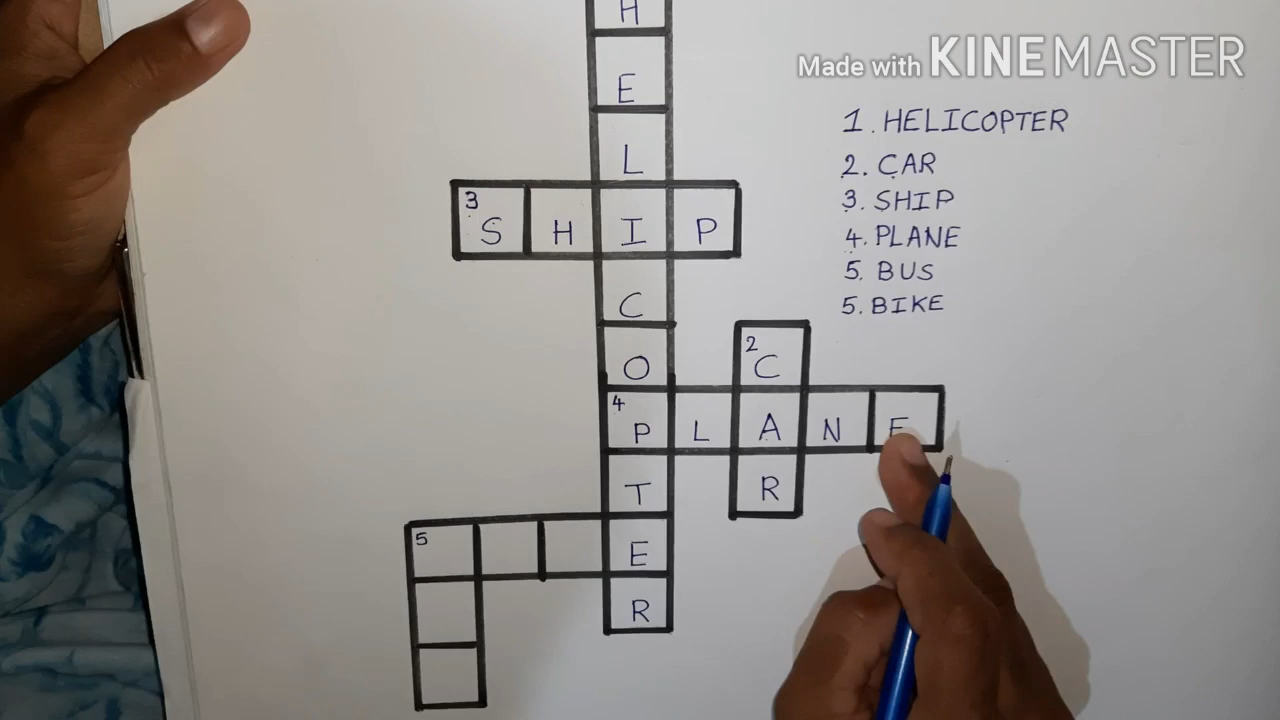 Made with KINEMASTER
H
E
L
3
S H I P
C
2
O C
4
P L A N E
T R
5
E
R
1. HELICOPTER
2. CAR
3. SHIP
4. PLANE
5. BUS
5. BIKE